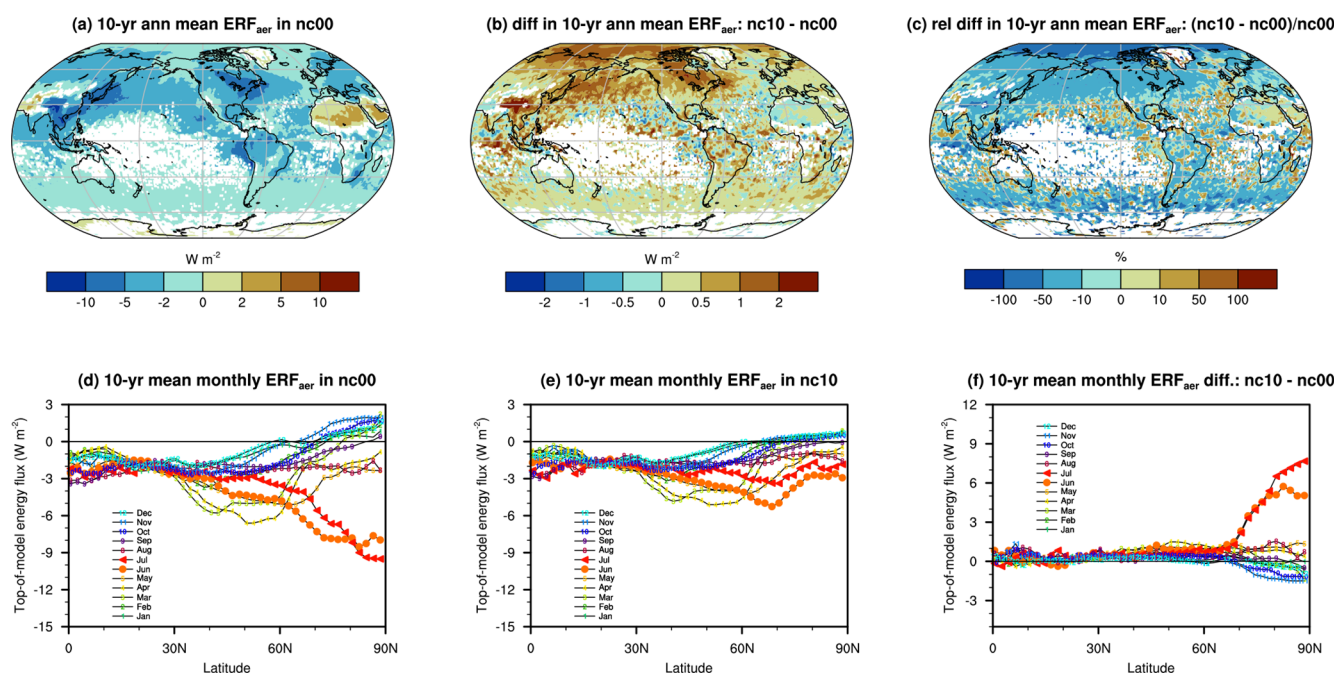 (a) 10-yr ann mean ERFaer in nc00
(b) diff in 10-yr ann mean ERFaer: nc10 - nc00
(c) rel diff in 10-yr ann mean ERFaer: (nc10 - nc00)/nc00
W m-2
-10 -5 -2 0 2 5 10
W m-2
-2 -1 -0.5 0 0.5 1 2
%
-100 -50 -10 0 10 50 100
(d) 10-yr mean monthly ERFaer in nc00
Top-of-model energy flux (W m-2)
3
0
-3
-6
-9
-12
-15
Dec
Nov
Oct
Sep
Aug
Jul
Jun
May
Apr
Mar
Feb
Jan
0 30N 60N 90N
Latitude
(e) 10-yr mean monthly ERFaer in nc10
Top-of-model energy flux (W m-2)
3
0
-3
-6
-9
-12
-15
Dec
Nov
Oct
Sep
Aug
Jul
Jun
May
Apr
Mar
Feb
Jan
0 30N 60N 90N
Latitude
(f) 10-yr mean monthly ERFaer diff.: nc10 - nc00
Top-of-model energy flux (W m-2)
12
9
6
3
0
-3
Dec
Nov
Oct
Sep
Aug
Jul
Jun
May
Apr
Mar
Feb
Jan
0 30N 60N 90N
Latitude